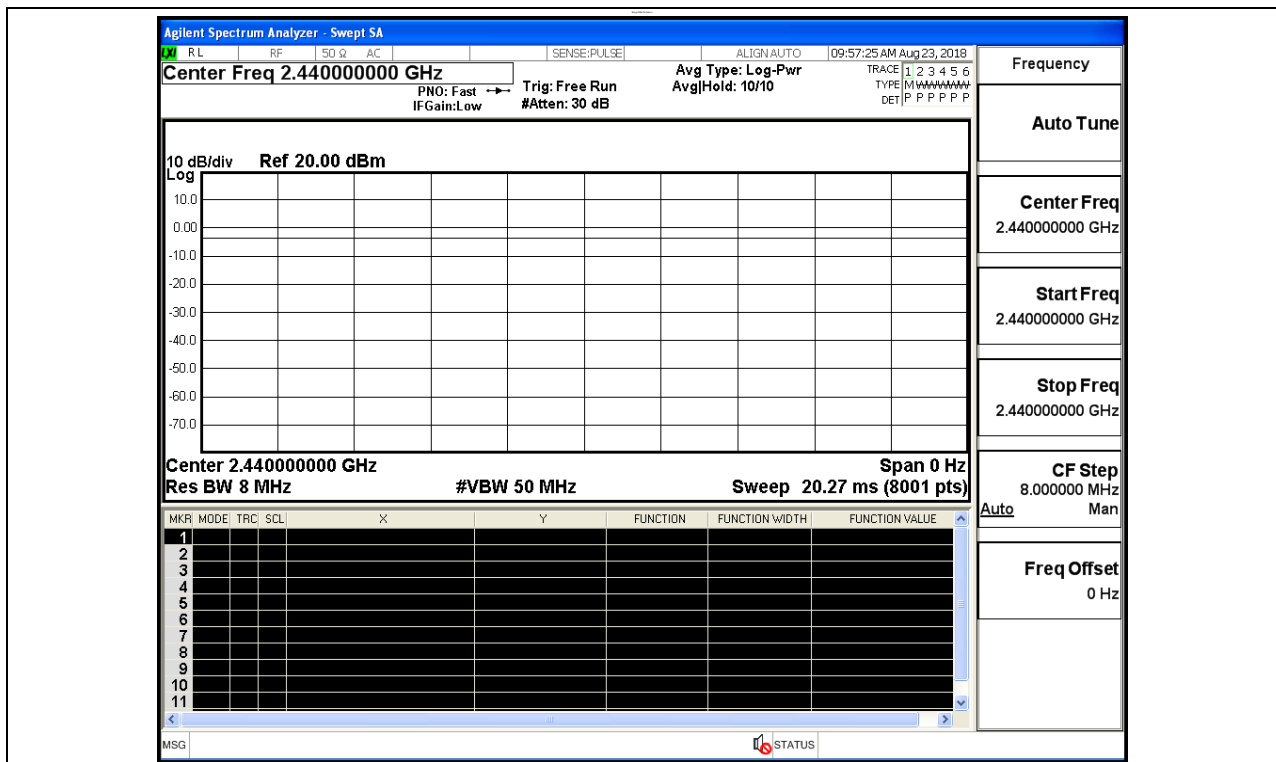 Agilent Spectrum Analyzer - Swept SA
LXI RL RF 50 Ω AC SENSE:PULSE ALIGN AUTO 09:57:25 AM Aug 23, 2018
Center Freq 2.440000000 GHz
PNO: Fast
IFGain:Low
Trig: Free Run
#Atten: 30 dB
Avg Type: Log-Pwr
Avg|Hold: 10/10
TRACE 1 2 3 4 5 6
TYPE M W W W W W
DET P P P P P P
10 dB/div Ref 20.00 dBm
Log
10.0
0.00
-10.0
-20.0
-30.0
-40.0
-50.0
-60.0
-70.0
Center 2.440000000 GHz Span 0 Hz
Res BW 8 MHz #VBW 50 MHz Sweep 20.27 ms (8001 pts)
MKR MODE TRC SCL X Y FUNCTION FUNCTION WIDTH FUNCTION VALUE
1
2
3
4
5
6
7
8
9
10
11
MSG STATUS
Frequency
Auto Tune
Center Freq
2.440000000 GHz
Start Freq
2.440000000 GHz
Stop Freq
2.440000000 GHz
CF Step
8.000000 MHz
Auto Man
Freq Offset
0 Hz